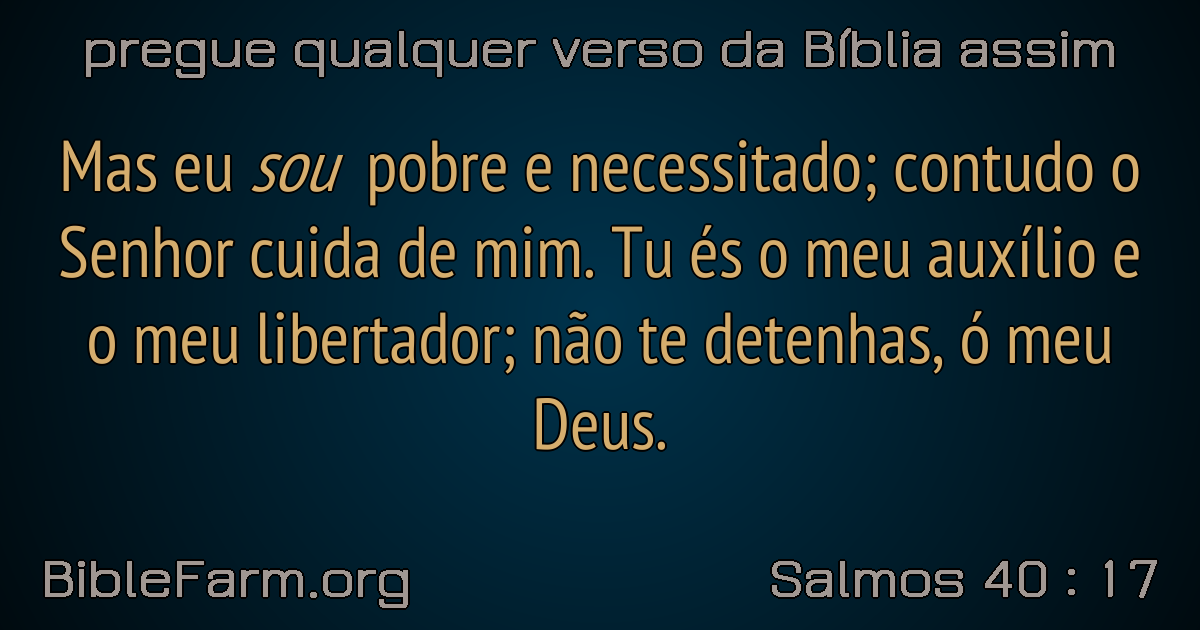 pregue qualquer verso da Bíblia assim
Mas eu sou pobre e necessitado; contudo o
Senhor cuida de mim. Tu és o meu auxílio e
o meu libertador; não te detenhas, ó meu
Deus.
BibleFarm.org
Salmos 40 : 17